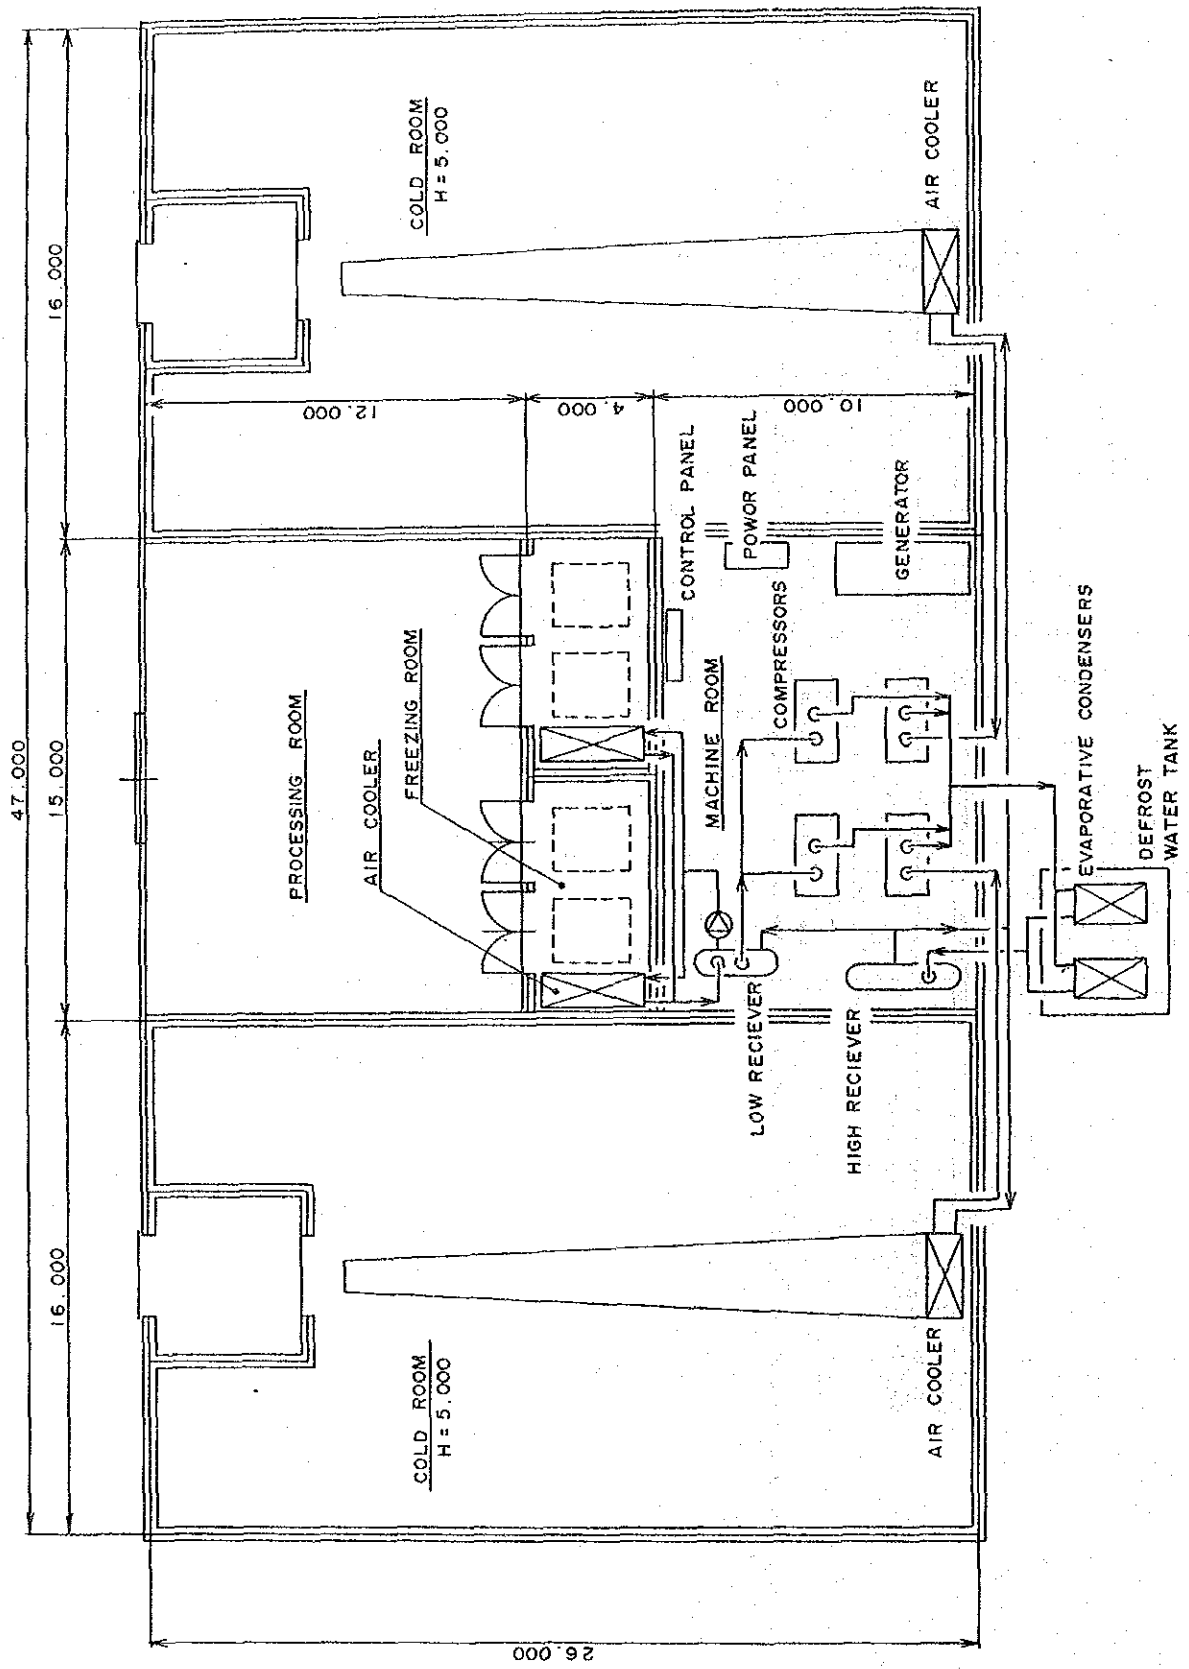 47.000
16.000
15.000
16.000
26.000
12.000
4.000
10.000
COLD ROOM
H=5.000
PROCESSING ROOM
AIR COOLER
FREEZING ROOM
COLD ROOM
H=5.000
CONTROL PANEL
POWOR PANEL
MACHINE ROOM
COMPRESSORS
GENERATOR
LOW RECIEVER
HIGH RECIEVER
AIR COOLER
AIR COOLER
EVAPORATIVE CONDENSERS
DEFROST
WATER TANK